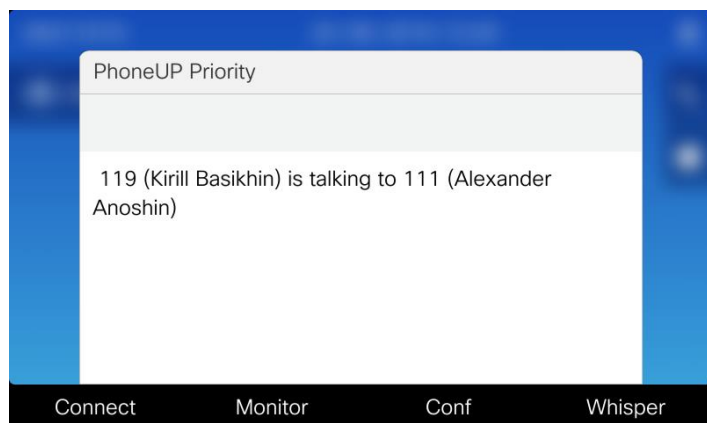 PhoneUP Priority
119 (Kirill Basikhin) is talking to 111 (Alexander
Anoshin)
Connect Monitor Conf Whisper